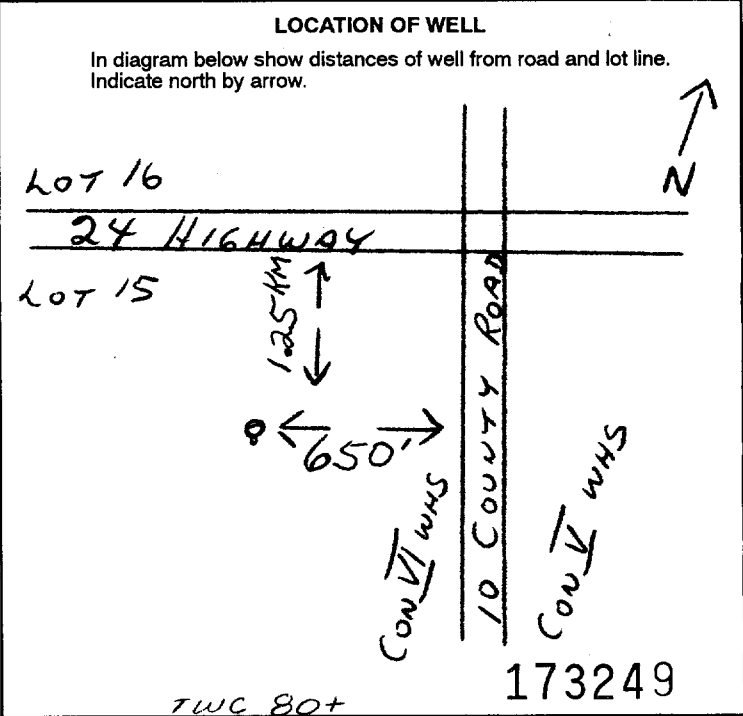 LOCATION OF WELL
In diagram below show distances of well from road and lot line.
Indicate north by arrow.
N
LOT 16
24 HIGHWAY
LOT 15
1.25 KM
650'
10 COUNTY ROAD
CON VI WHS
CON V WHS
173249
TWC 80+